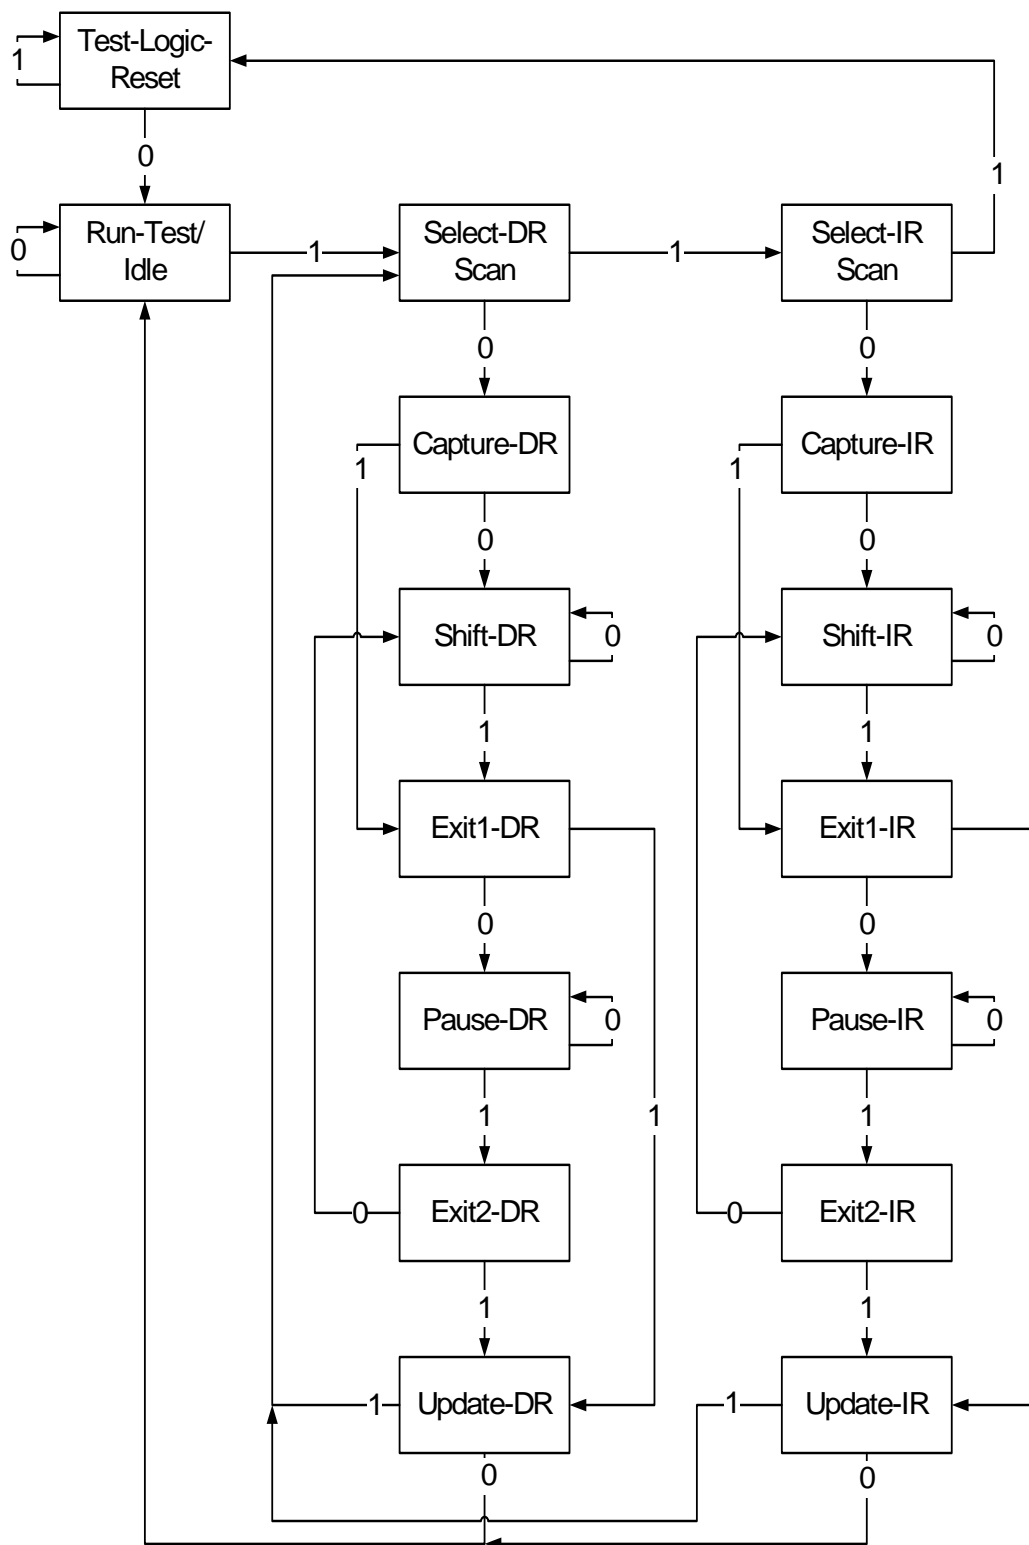 Test-Logic-
Reset
1
0
1
Run-Test/
Idle
0
1
Select-DR
Scan
1
Select-IR
Scan
0
0
Capture-DR
1
Capture-IR
1
0
0
Shift-DR
0
Shift-IR
0
1
1
Exit1-DR
Exit1-IR
0
0
Pause-DR
0
Pause-IR
0
1
1
1
0
Exit2-DR
0
Exit2-IR
1
1
1
Update-DR
1
Update-IR
0
0